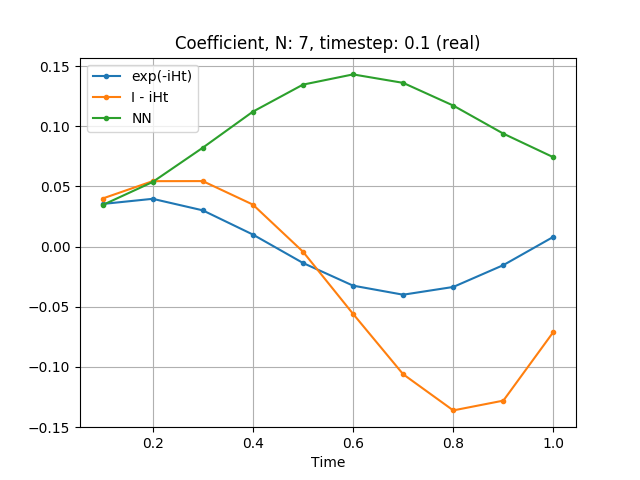 Coefficient, N: 7, timestep: 0.1 (real)
exp(-iHt)
I - iHt
NN
0.15
0.10
0.05
0.00
−0.05
−0.10
−0.15
0.2 0.4 0.6 0.8 1.0
Time